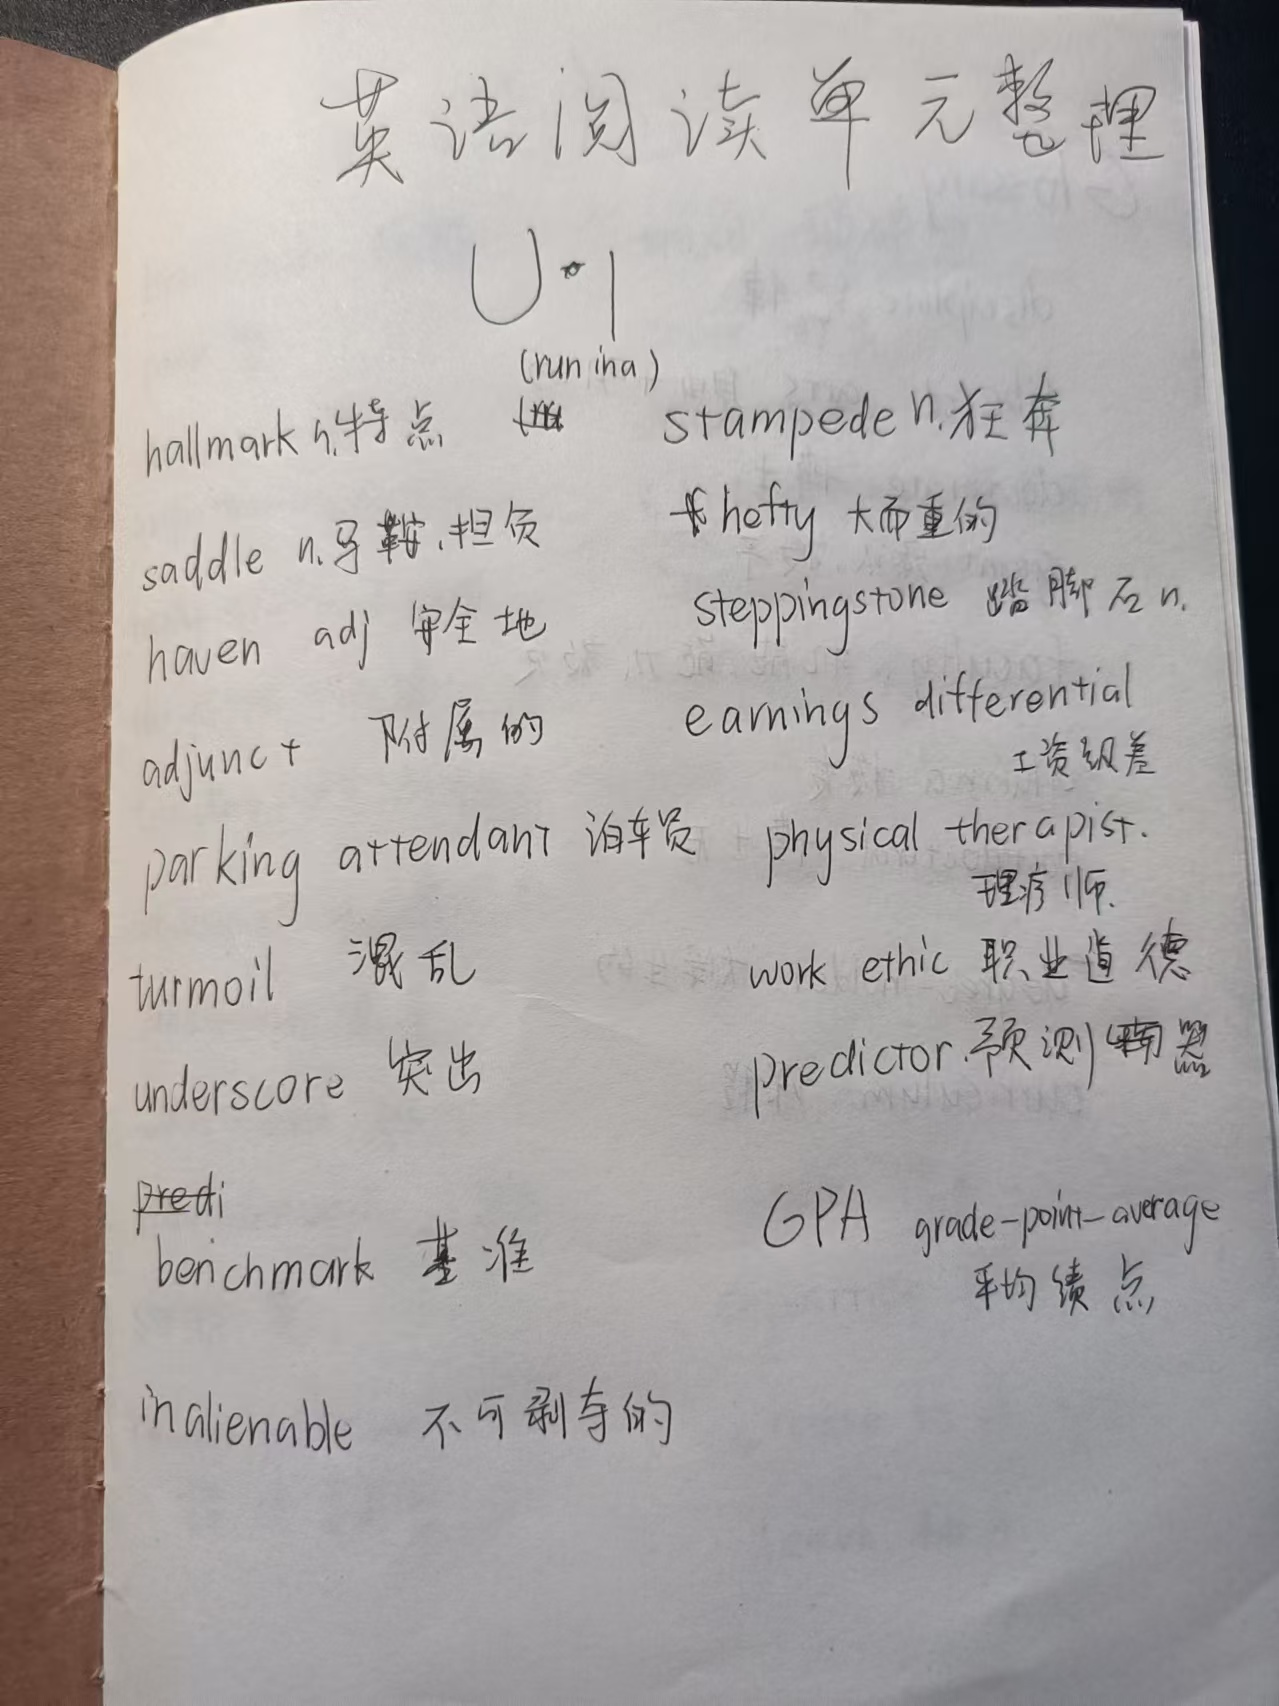 英语阅读单元整理
U·1
(run in a)
hallmark n.特点
stampede n.狂奔
saddle n.马鞍、担负
hefty 大而重的
haven adj 安全地
steppingstone 踏脚石 n.
adjunct 附属的
earnings differential
工资级差
parking attendant 泊车员
physical therapist.
理疗师.
turmoil 混乱
work ethic 职业道德
underscore 突出
predictor.预测器
predi
benchmark 基准
GPA grade-point-average
平均绩点
inalienable 不可剥夺的